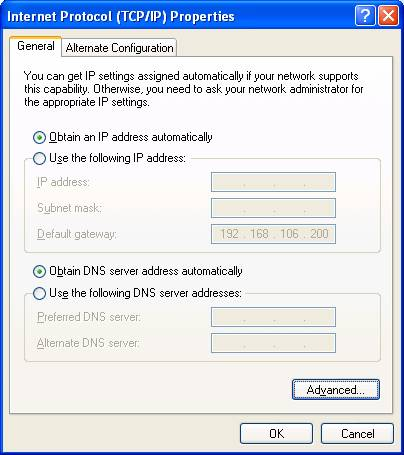 Internet Protocol (TCP/IP) Properties
General
Alternate Configuration
You can get IP settings assigned automatically if your network supports
this capability. Otherwise, you need to ask your network administrator for
the appropriate IP settings.
Obtain an IP address automatically
Use the following IP address:
IP address:
. . .
Subnet mask:
. . .
Default gateway:
192 . 168 . 106 . 200
Obtain DNS server address automatically
Use the following DNS server addresses:
Preferred DNS server:
. . .
Alternate DNS server:
. . .
Advanced...
OK
Cancel